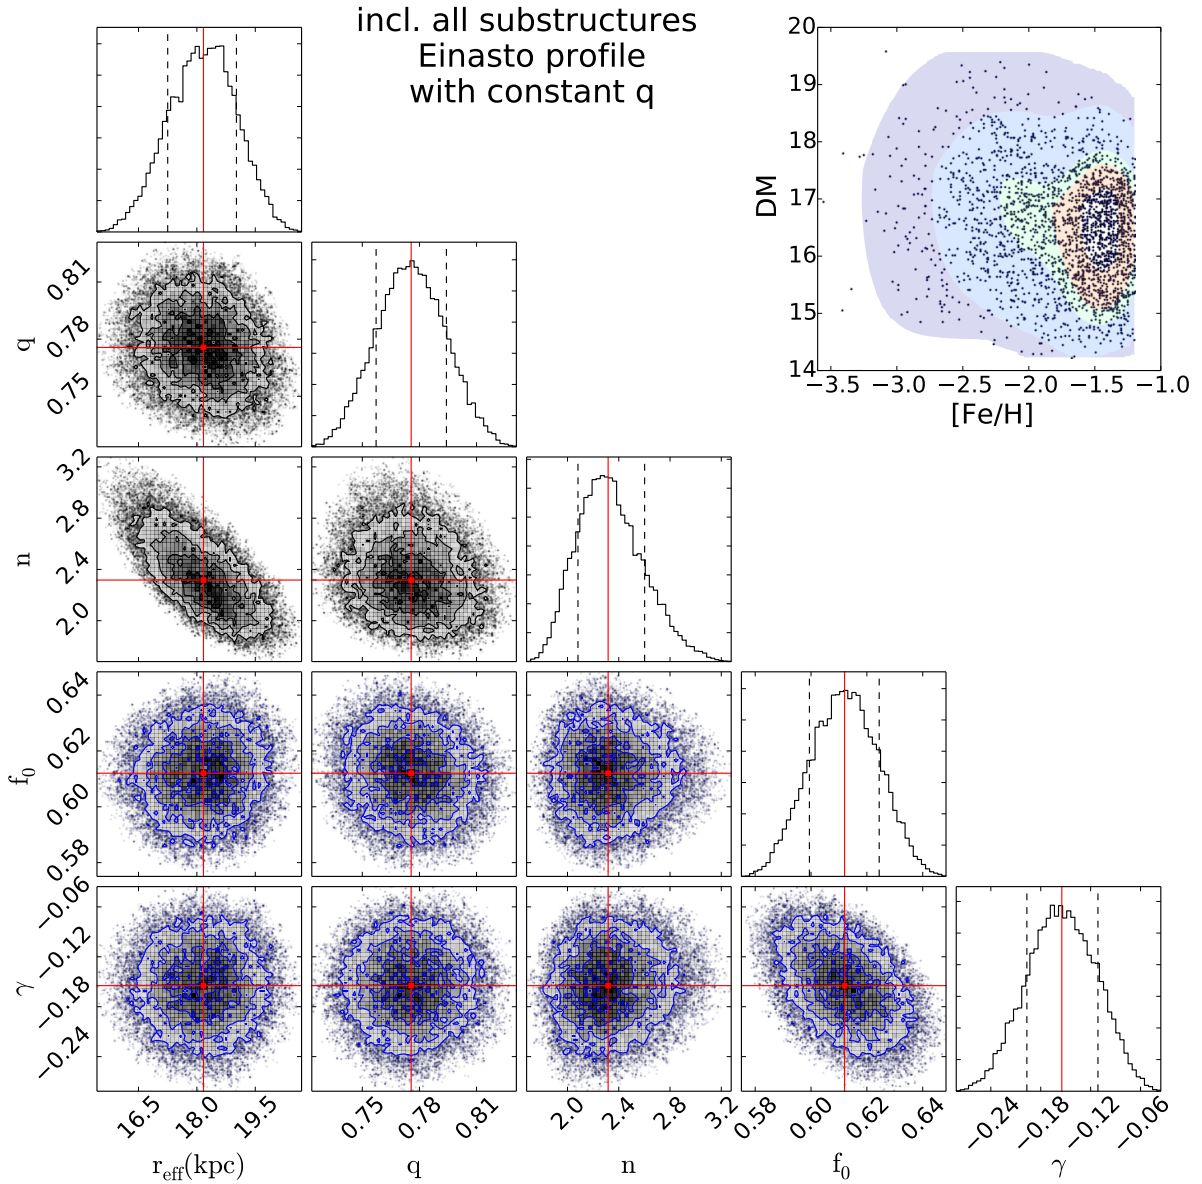 incl. all substructures
Einasto profile
with constant q
20
19
18
17
16
15
14
DM
−3.5 −3.0 −2.5 −2.0 −1.5 −1.0
[Fe/H]
0.81
0.78
0.75
q
3.2
2.8
2.4
2.0
n
0.64
0.62
0.60
0.58
f0
−0.06
−0.12
−0.18
−0.24
γ
16.5 18.0 19.5 0.75 0.78 0.81 2.0 2.4 2.8 3.2 0.58 0.60 0.62 0.64 −0.24 −0.18 −0.12 −0.06
reff(kpc) q n f0 γ